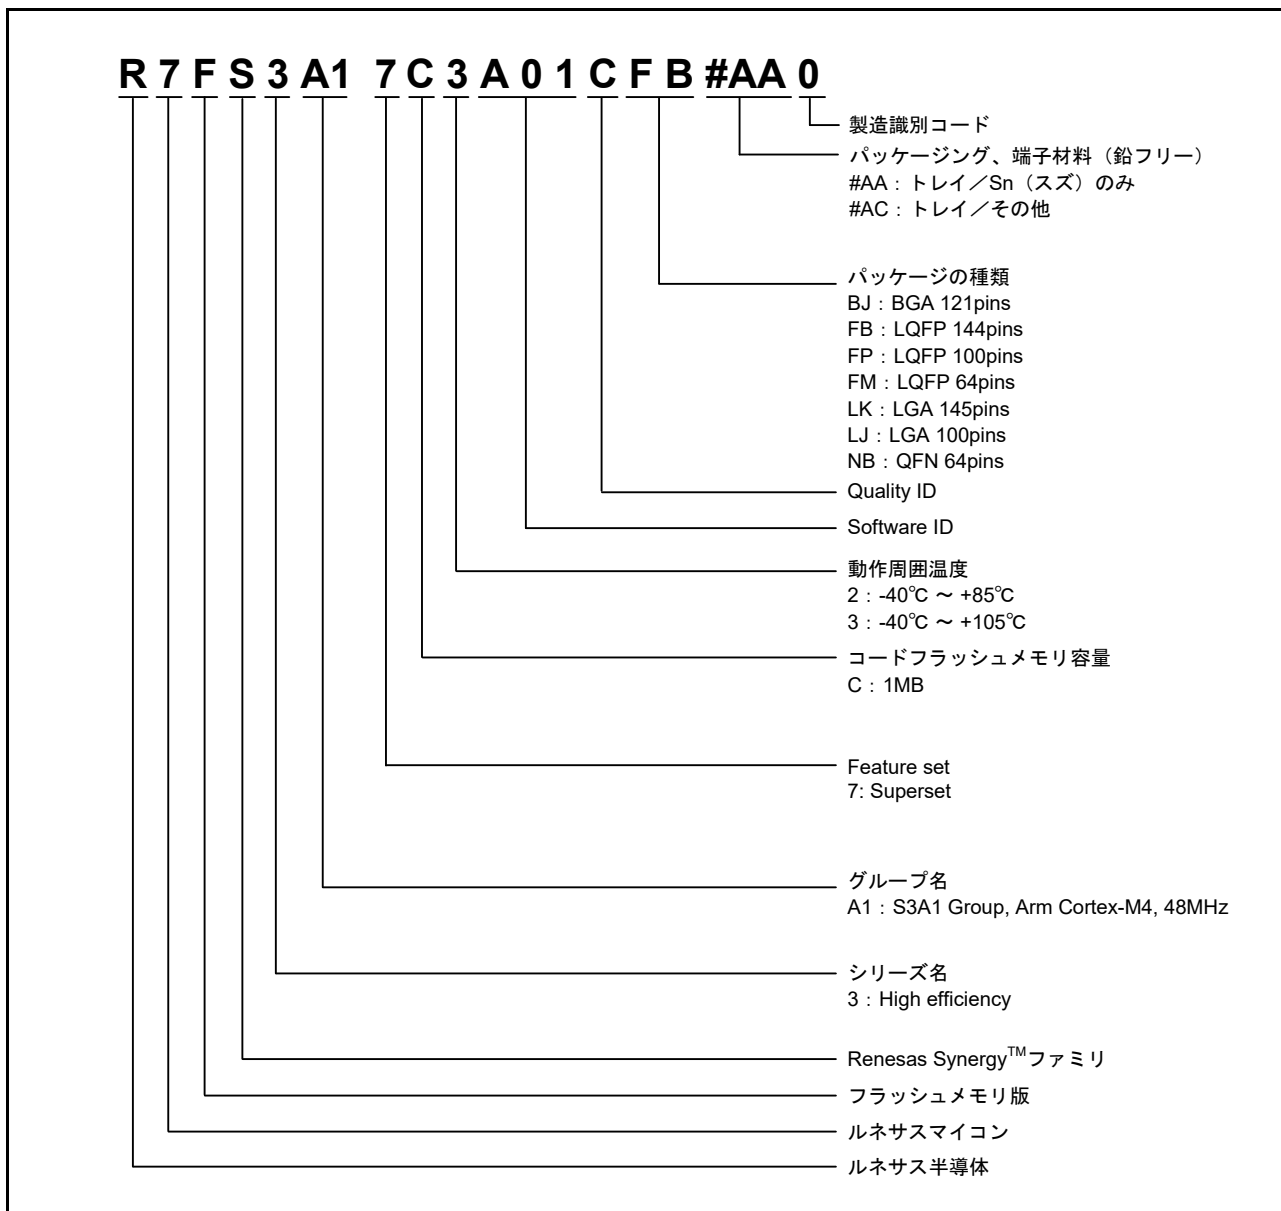 R 7 F S 3 A1 7 C 3 A 0 1 C F B #AA 0
製造識別コード
パッケージング、端子材料（鉛フリー）
#AA：トレイ／Sn（スズ）のみ
#AC：トレイ／その他
パッケージの種類
BJ：BGA 121pins
FB：LQFP 144pins
FP：LQFP 100pins
FM：LQFP 64pins
LK：LGA 145pins
LJ：LGA 100pins
NB：QFN 64pins
Quality ID
Software ID
動作周囲温度
2：-40℃ ～ +85℃
3：-40℃ ～ +105℃
コードフラッシュメモリ容量
C：1MB
Feature set
7: Superset
グループ名
A1：S3A1 Group, Arm Cortex-M4, 48MHz
シリーズ名
3：High efficiency
Renesas Synergy™ファミリ
フラッシュメモリ版
ルネサスマイコン
ルネサス半導体